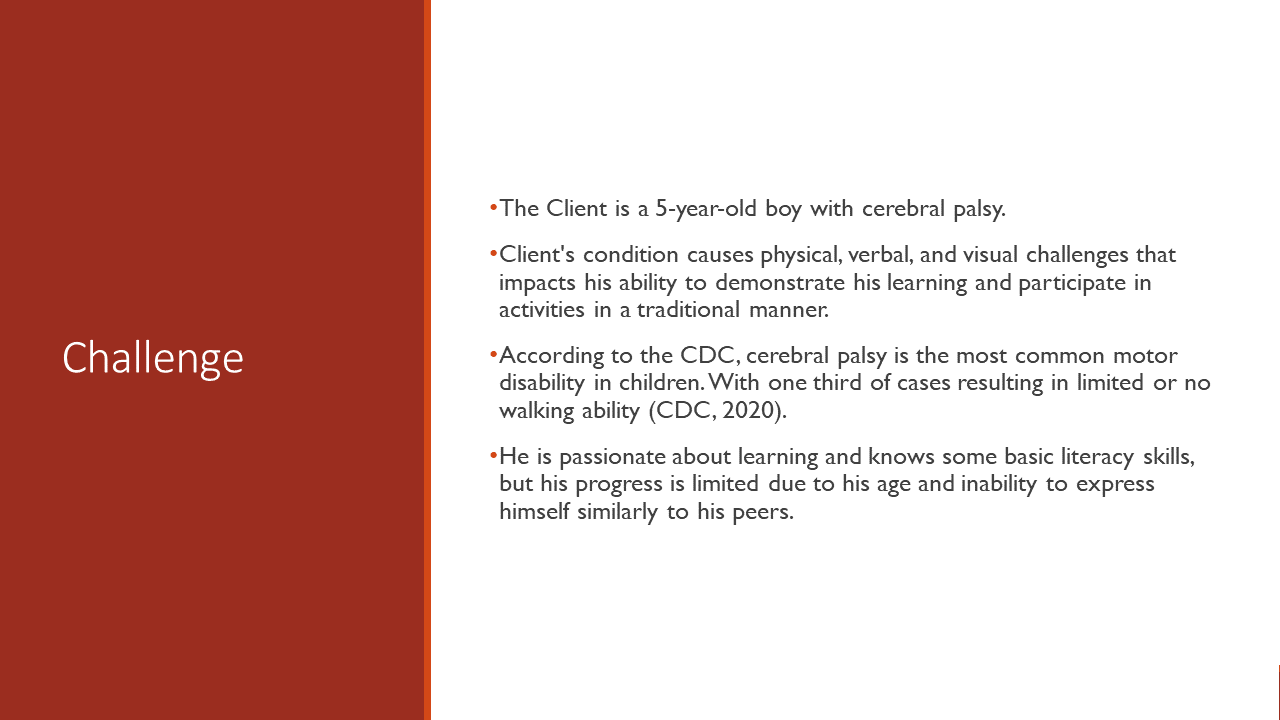 Challenge
•The Client is a 5-year-old boy with cerebral palsy.
•Client's condition causes physical, verbal, and visual challenges that
impacts his ability to demonstrate his learning and participate in
activities in a traditional manner.
•According to the CDC, cerebral palsy is the most common motor
disability in children. With one third of cases resulting in limited or no
walking ability (CDC, 2020).
•He is passionate about learning and knows some basic literacy skills,
but his progress is limited due to his age and inability to express
himself similarly to his peers.